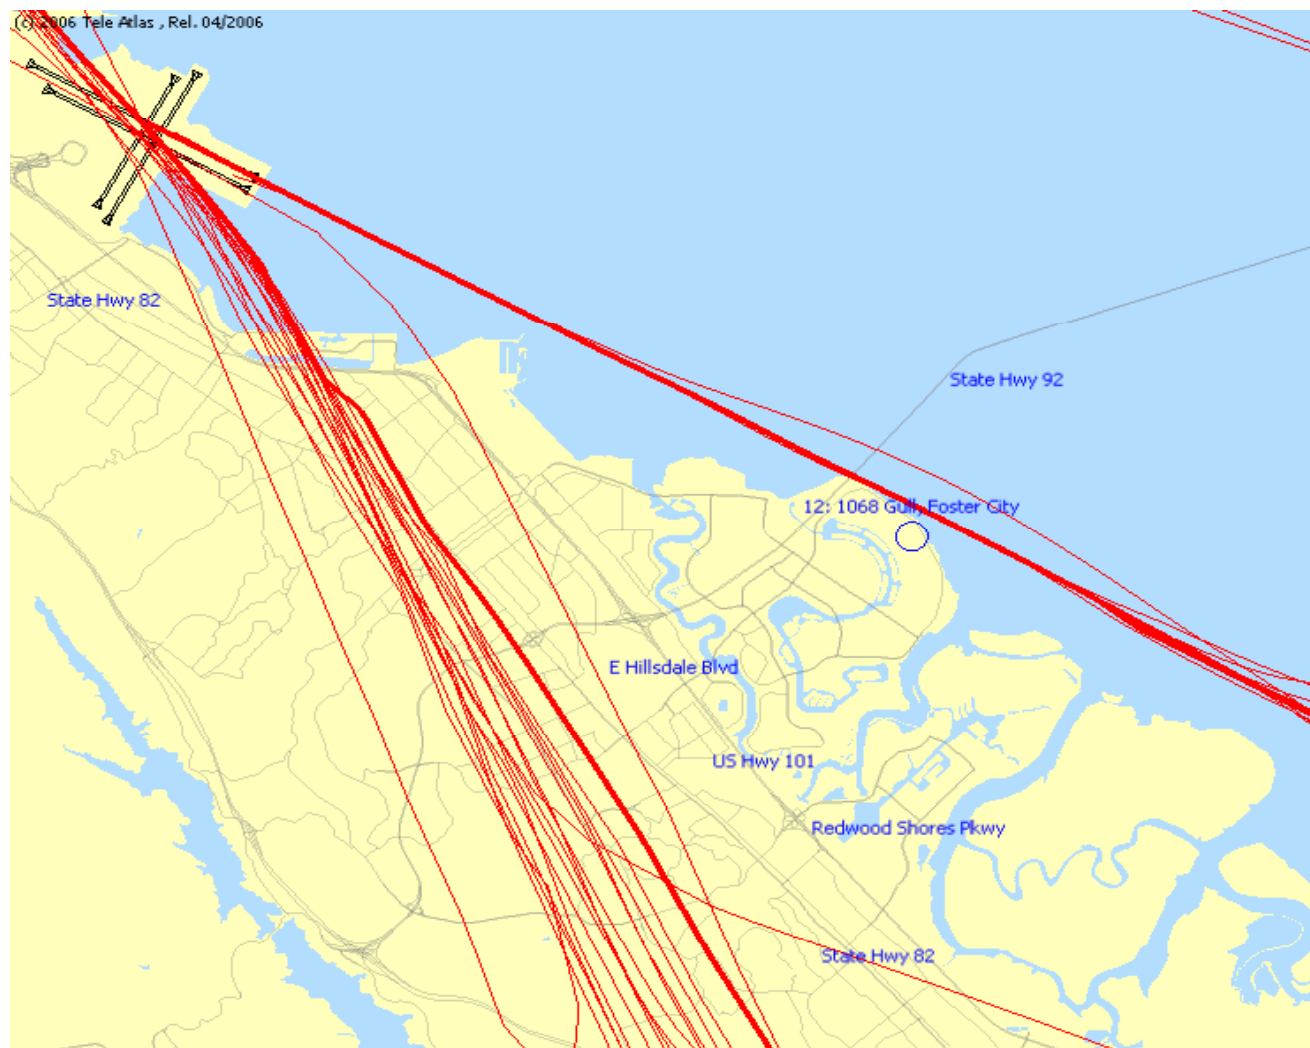 (c) 2006 Tele Atlas , Rel. 04/2006
State Hwy 82
State Hwy 92
12: 1068 Gull, Foster City
E Hillsdale Blvd
US Hwy 101
Redwood Shores Pkwy
State Hwy 82